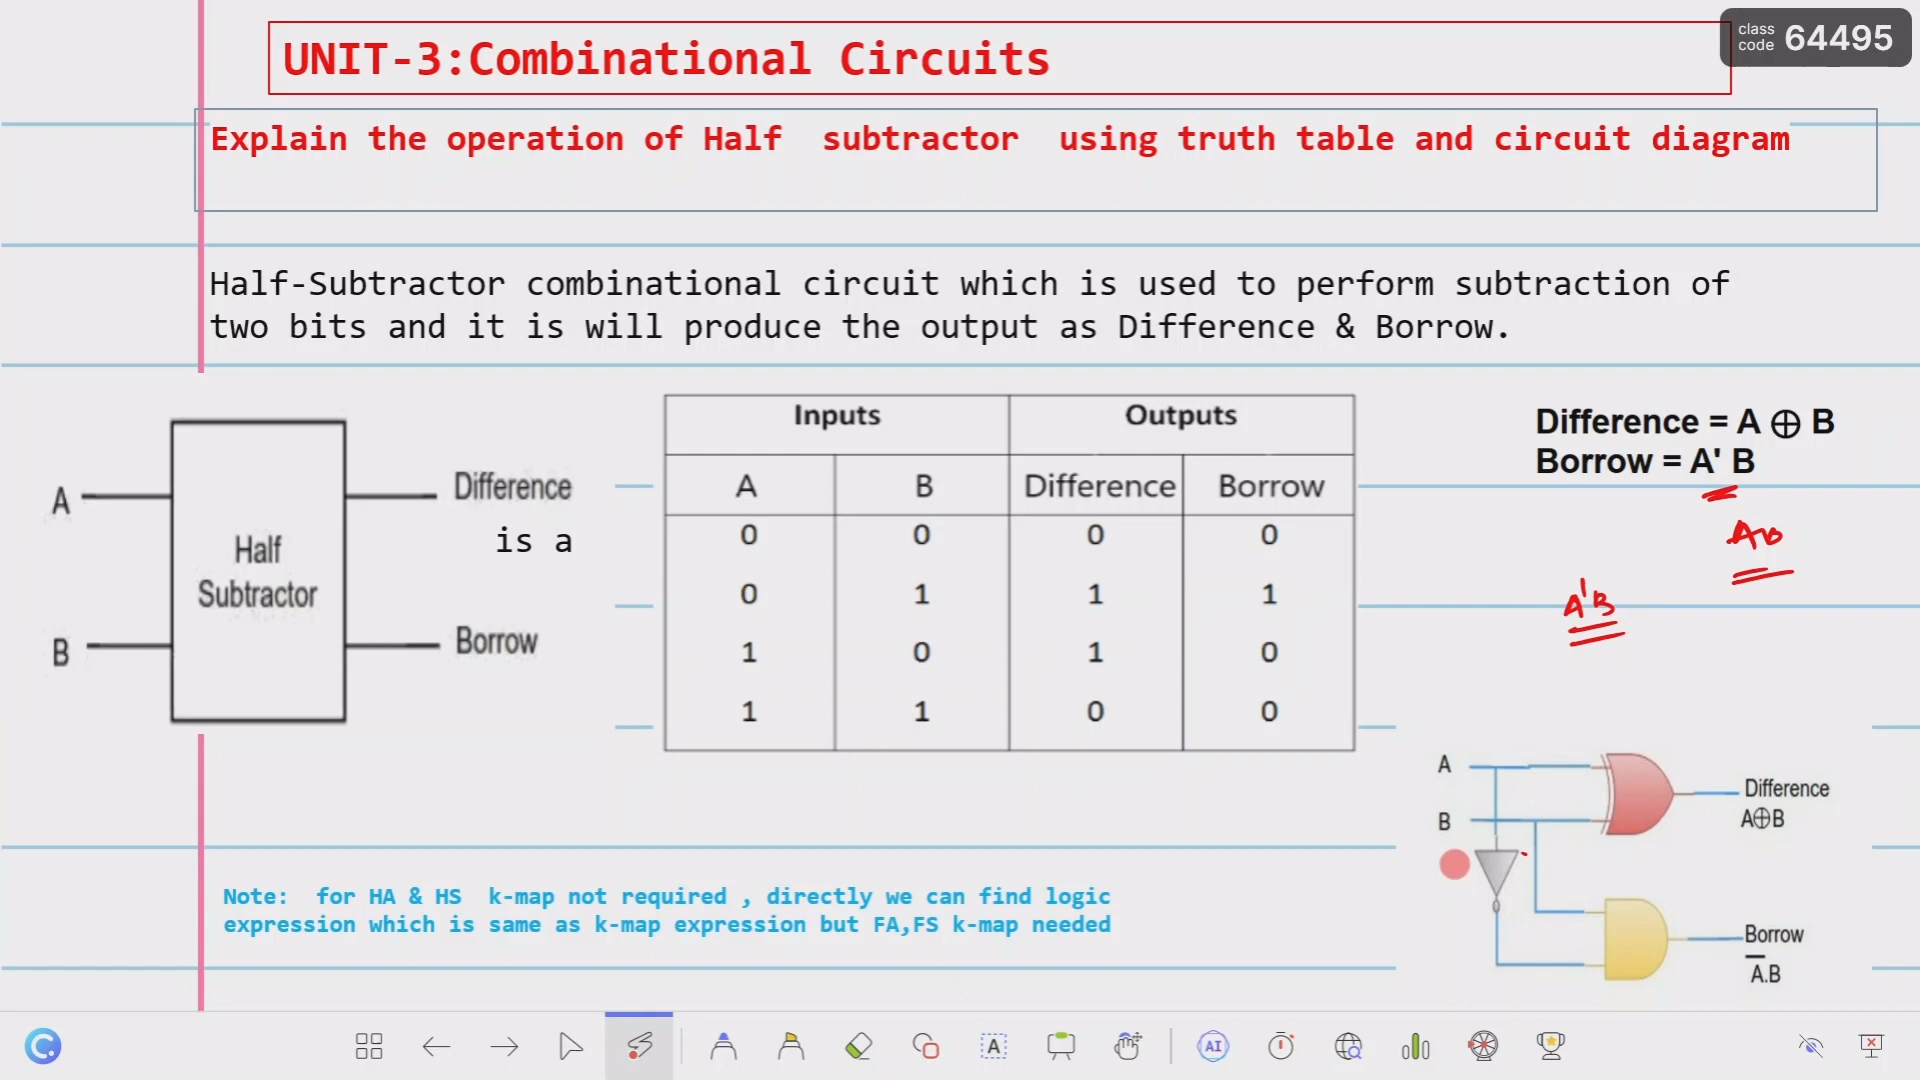 class
code 64495
UNIT-3:Combinational Circuits
Explain the operation of Half subtractor using truth table and circuit diagram
Half-Subtractor combinational circuit which is used to perform subtraction of
two bits and it is will produce the output as Difference & Borrow.
A
B
Half
Subtractor
Difference
is a
Borrow
Inputs Outputs
A B Difference Borrow
0 0 0 0
0 1 1 1
1 0 1 0
1 1 0 0
Difference = A ⊕ B
Borrow = A' B
A'B
A
B
Difference
A⊕B
Borrow
A̅.B
Note: for HA & HS k-map not required , directly we can find logic
expression which is same as k-map expression but FA,FS k-map needed
A
AI